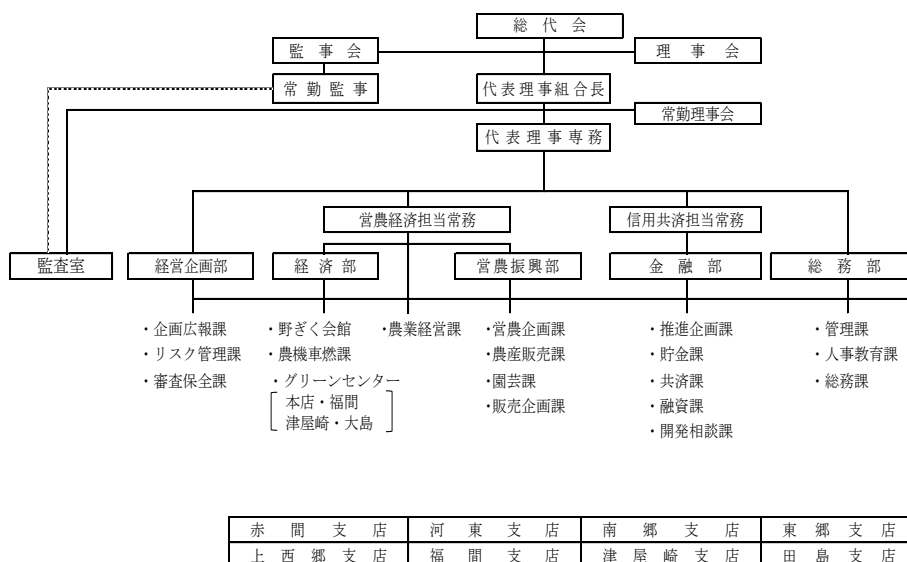 総代会
監事会
理事会
常勤監事
代表理事組合長
常勤理事会
代表理事専務
営農経済担当常務
信用共済担当常務
監査室
経営企画部
経済部
営農振興部
金融部
総務部
・企画広報課
・リスク管理課
・審査保全課
・野ぎく会館
・農機車燃課
・グリーンセンター
本店・福間
津屋崎・大島
・農業経営課
・営農企画課
・農産販売課
・園芸課
・販売企画課
・推進企画課
・貯金課
・共済課
・融資課
・開発相談課
・管理課
・人事教育課
・総務課
赤間支店 河東支店 南郷支店 東郷支店
上西郷支店 福間支店 津屋崎支店 田島支店